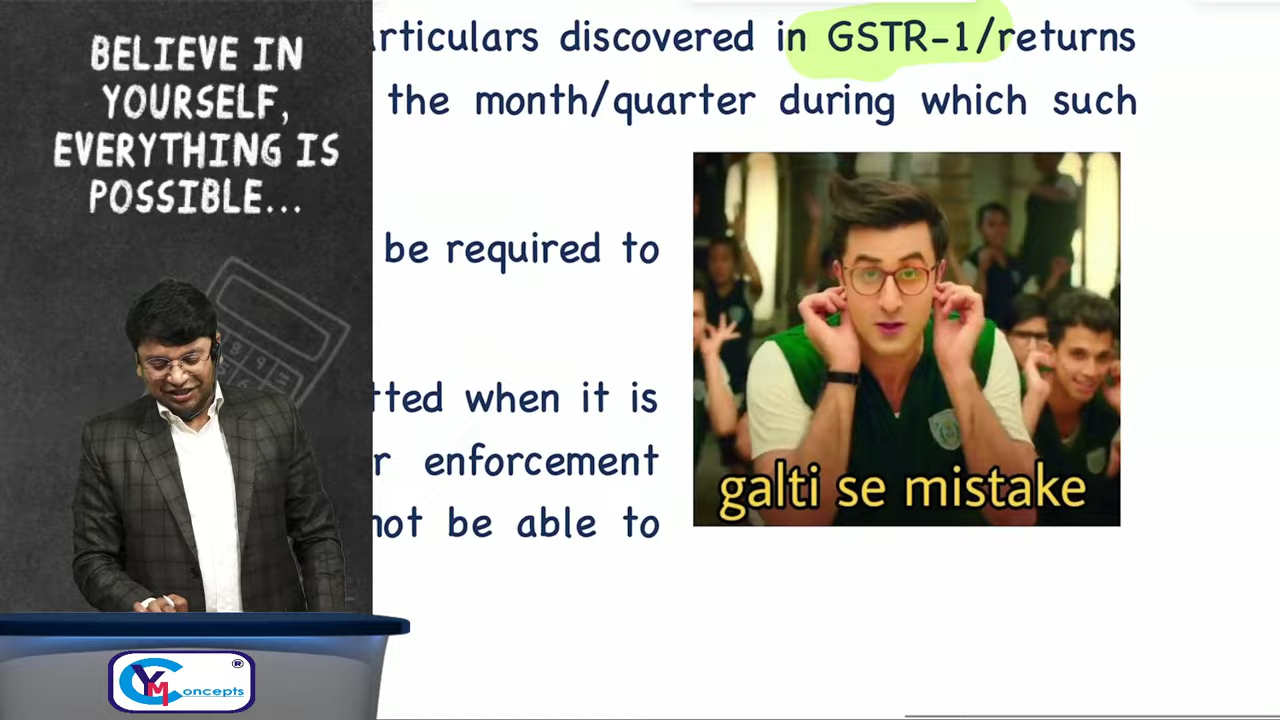 BELIEVE IN
YOURSELF,
EVERYTHING IS
POSSIBLE...
articulars discovered in GSTR-1/returns
the month/quarter during which such
be required to
tted when it is
r enforcement
not be able to
galti se mistake
CYM Concepts ®